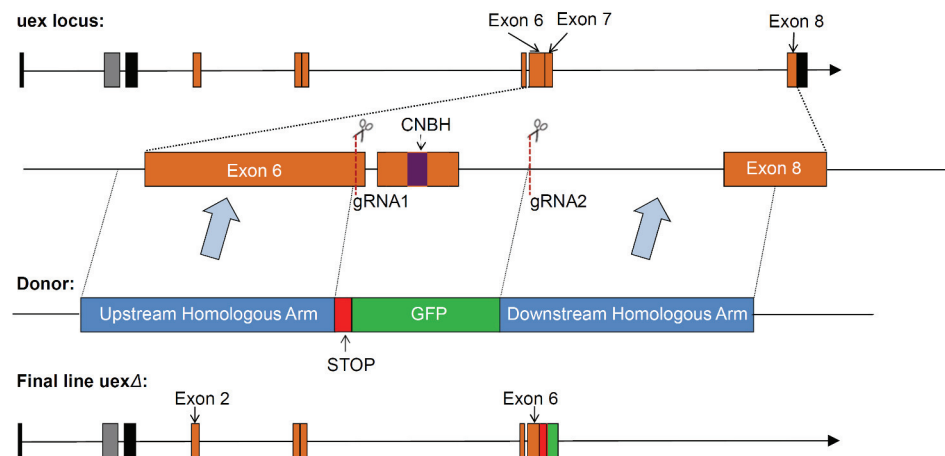 uex locus:
Exon 6
Exon 7
Exon 8
CNBH
Exon 6
Exon 8
gRNA1
gRNA2
Donor:
Upstream Homologous Arm
GFP
Downstream Homologous Arm
STOP
Final line uexΔ:
Exon 2
Exon 6